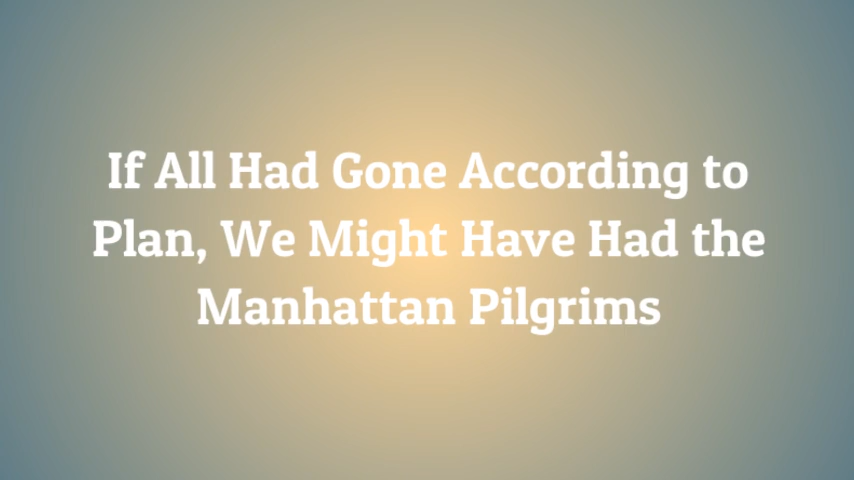 If All Had Gone According to
Plan, We Might Have Had the
Manhattan Pilgrims